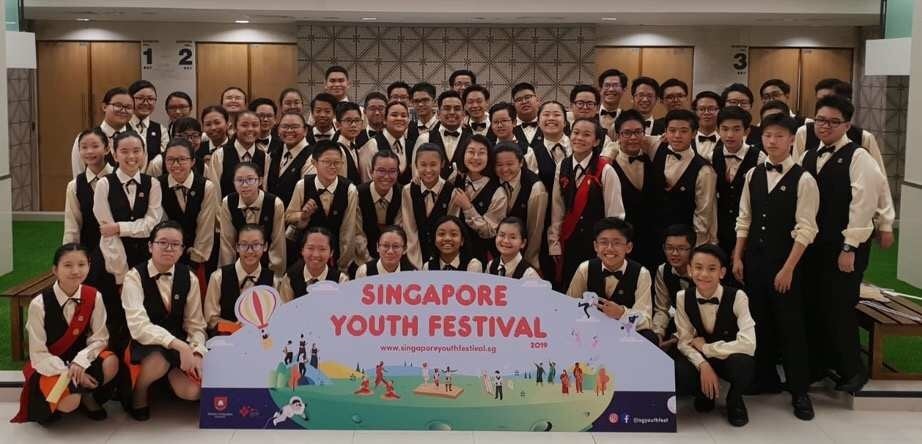 1
2
3
SINGAPORE
YOUTH FESTIVAL
2019
www.singaporeyouthfestival.sg
@sgyouthfest